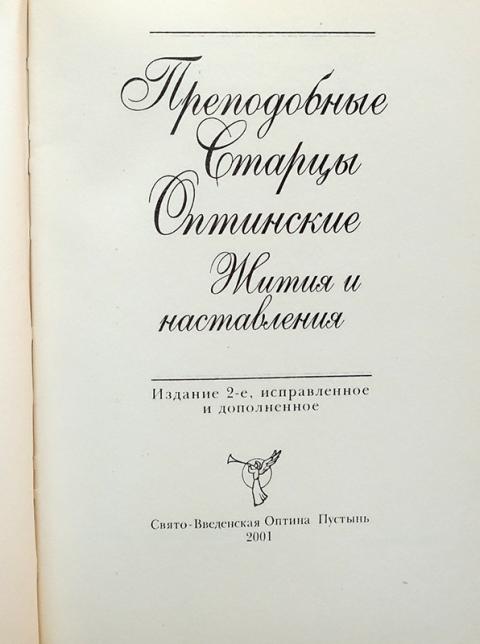 Преподобные
Старцы
Оптинские
Жития и
наставления
Издание 2-е, исправленное
и дополненное
Свято-Введенская Оптина Пустынь
2001